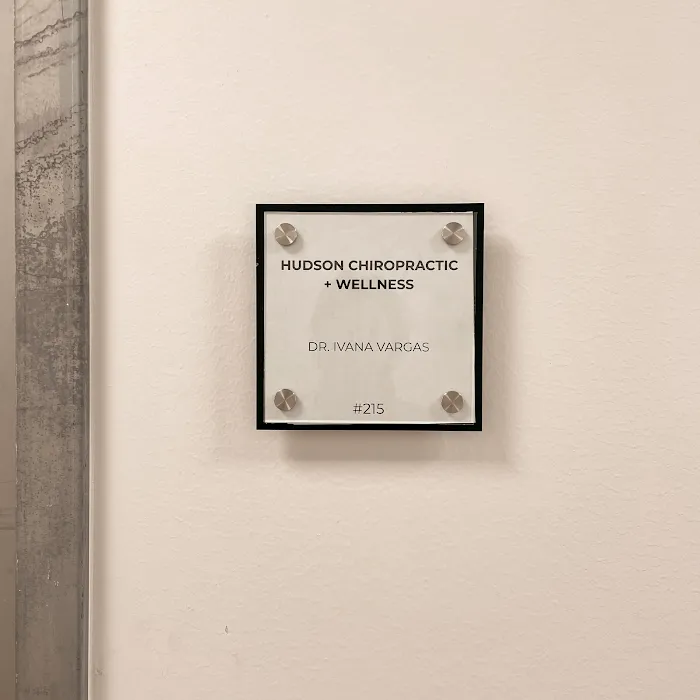 HUDSON CHIROPRACTIC
+ WELLNESS
DR. IVANA VARGAS
#215